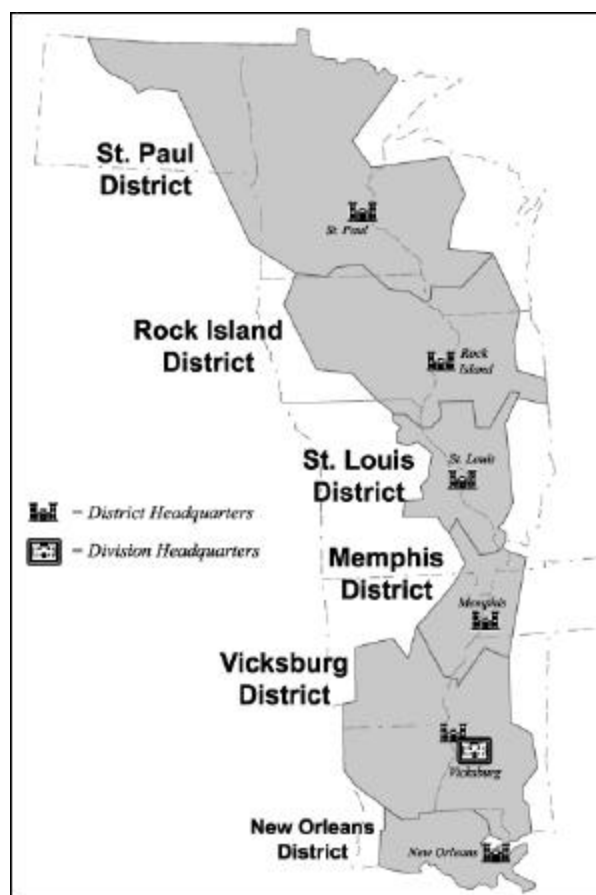 St. Paul
District
St. Paul
Rock Island
District
Rock
Island
St. Louis
District
St. Louis
= District Headquarters
= Division Headquarters
Memphis
District
Memphis
Vicksburg
District
Vicksburg
New Orleans
District
New Orleans